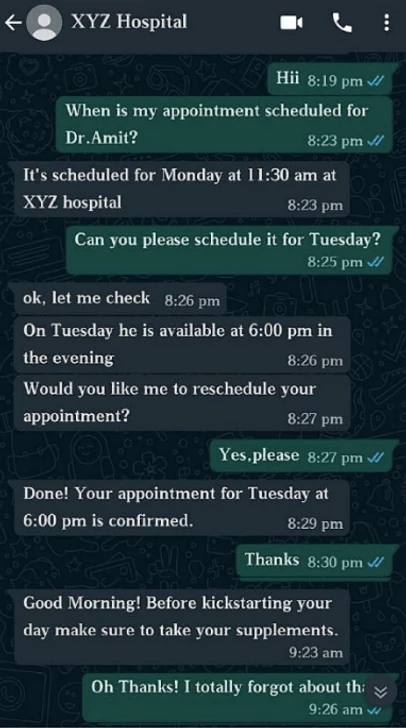 XYZ Hospital
Hii 8:19 pm
When is my appointment scheduled for
Dr.Amit?
8:23 pm
It's scheduled for Monday at 11:30 am at
XYZ hospital
8:23 pm
Can you please schedule it for Tuesday?
8:25 pm
ok, let me check 8:26 pm
On Tuesday he is available at 6:00 pm in
the evening
8:26 pm
Would you like me to reschedule your
appointment?
8:27 pm
Yes,please 8:27 pm
Done! Your appointment for Tuesday at
6:00 pm is confirmed.
8:29 pm
Thanks 8:30 pm
Good Morning! Before kickstarting your
day make sure to take your supplements.
9:23 am
Oh Thanks! I totally forgot about
9:26 am